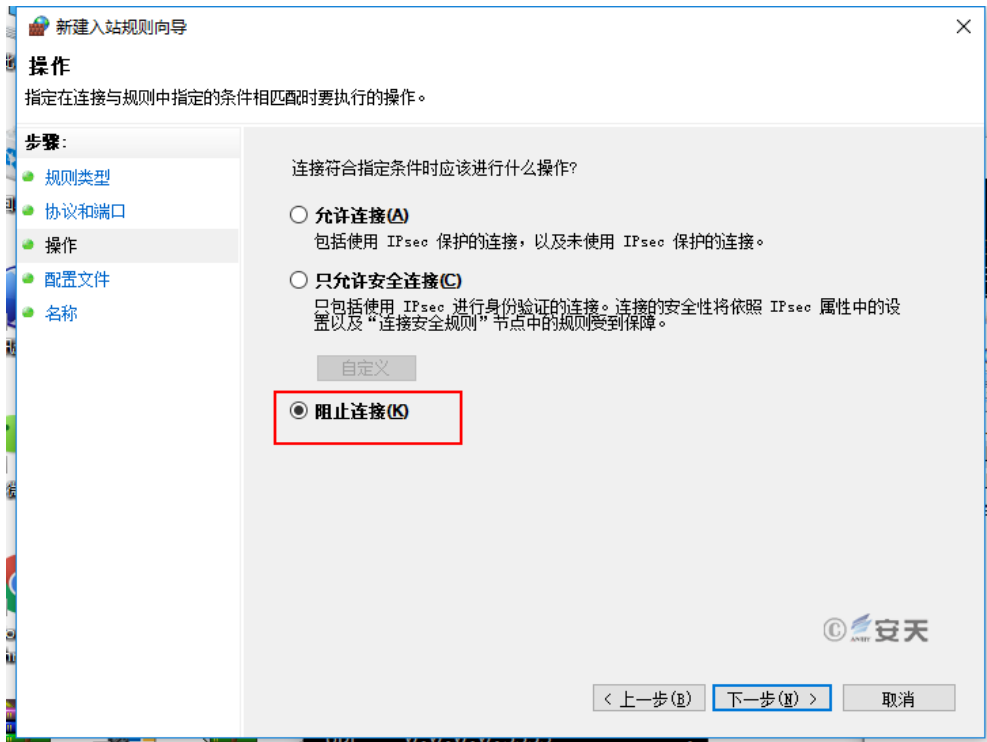 新建入站规则向导
操作
指定在连接与规则中指定的条件相匹配时要执行的操作。
步骤:
规则类型
协议和端口
操作
配置文件
名称
连接符合指定条件时应该进行什么操作?
允许连接(A)
包括使用 IPsec 保护的连接，以及未使用 IPsec 保护的连接。
只允许安全连接(C)
只包括使用 IPsec 进行身份验证的连接。连接的安全性将依照 IPsec 属性中的设
置以及“连接安全规则”节点中的规则受到保障。
自定义
阻止连接(K)
©安天
< 上一步(B)
下一步(N) >
取消